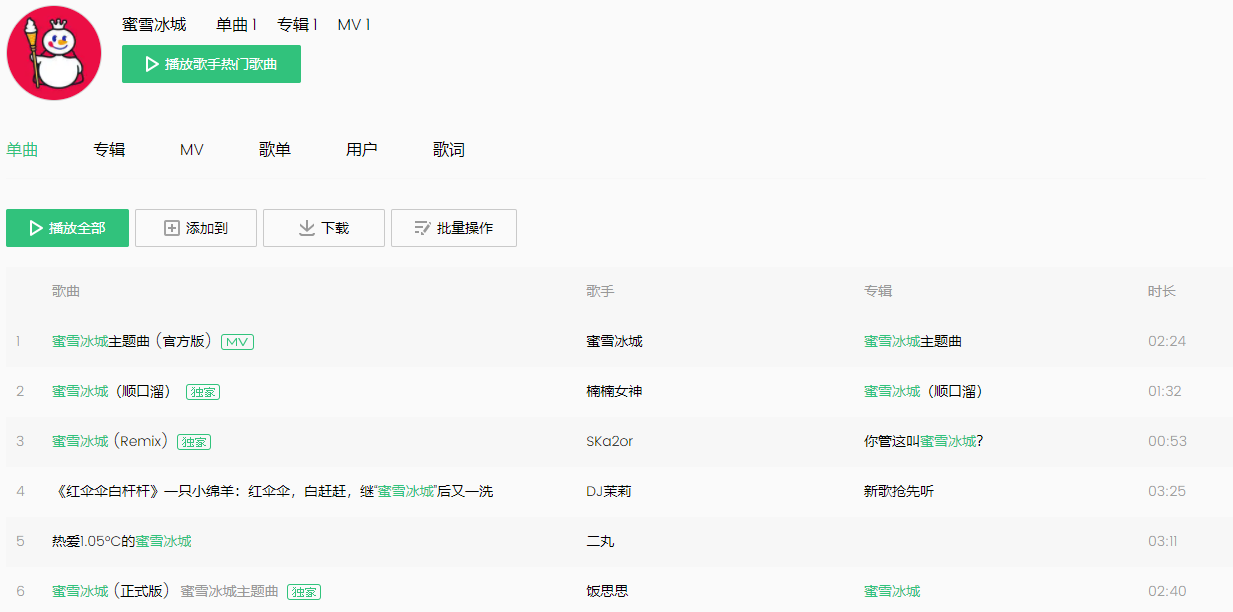 蜜雪冰城 单曲 1 专辑 1 MV 1
播放歌手热门歌曲
单曲 专辑 MV 歌单 用户 歌词
播放全部 添加到 下载 批量操作
歌曲 歌手 专辑 时长
1 蜜雪冰城主题曲（官方版） MV 蜜雪冰城 蜜雪冰城主题曲 02:24
2 蜜雪冰城（顺口溜） 独家 楠楠女神 蜜雪冰城（顺口溜） 01:32
3 蜜雪冰城（Remix） 独家 SKa2or 你管这叫蜜雪冰城? 00:53
4 《红伞伞白杆杆》一只小绵羊：红伞伞，白赶赶，继"蜜雪冰城"后又一洗 DJ茉莉 新歌抢先听 03:25
5 热爱1.05℃的蜜雪冰城 二丸 03:11
6 蜜雪冰城（正式版） 蜜雪冰城主题曲 独家 饭思思 蜜雪冰城 02:40